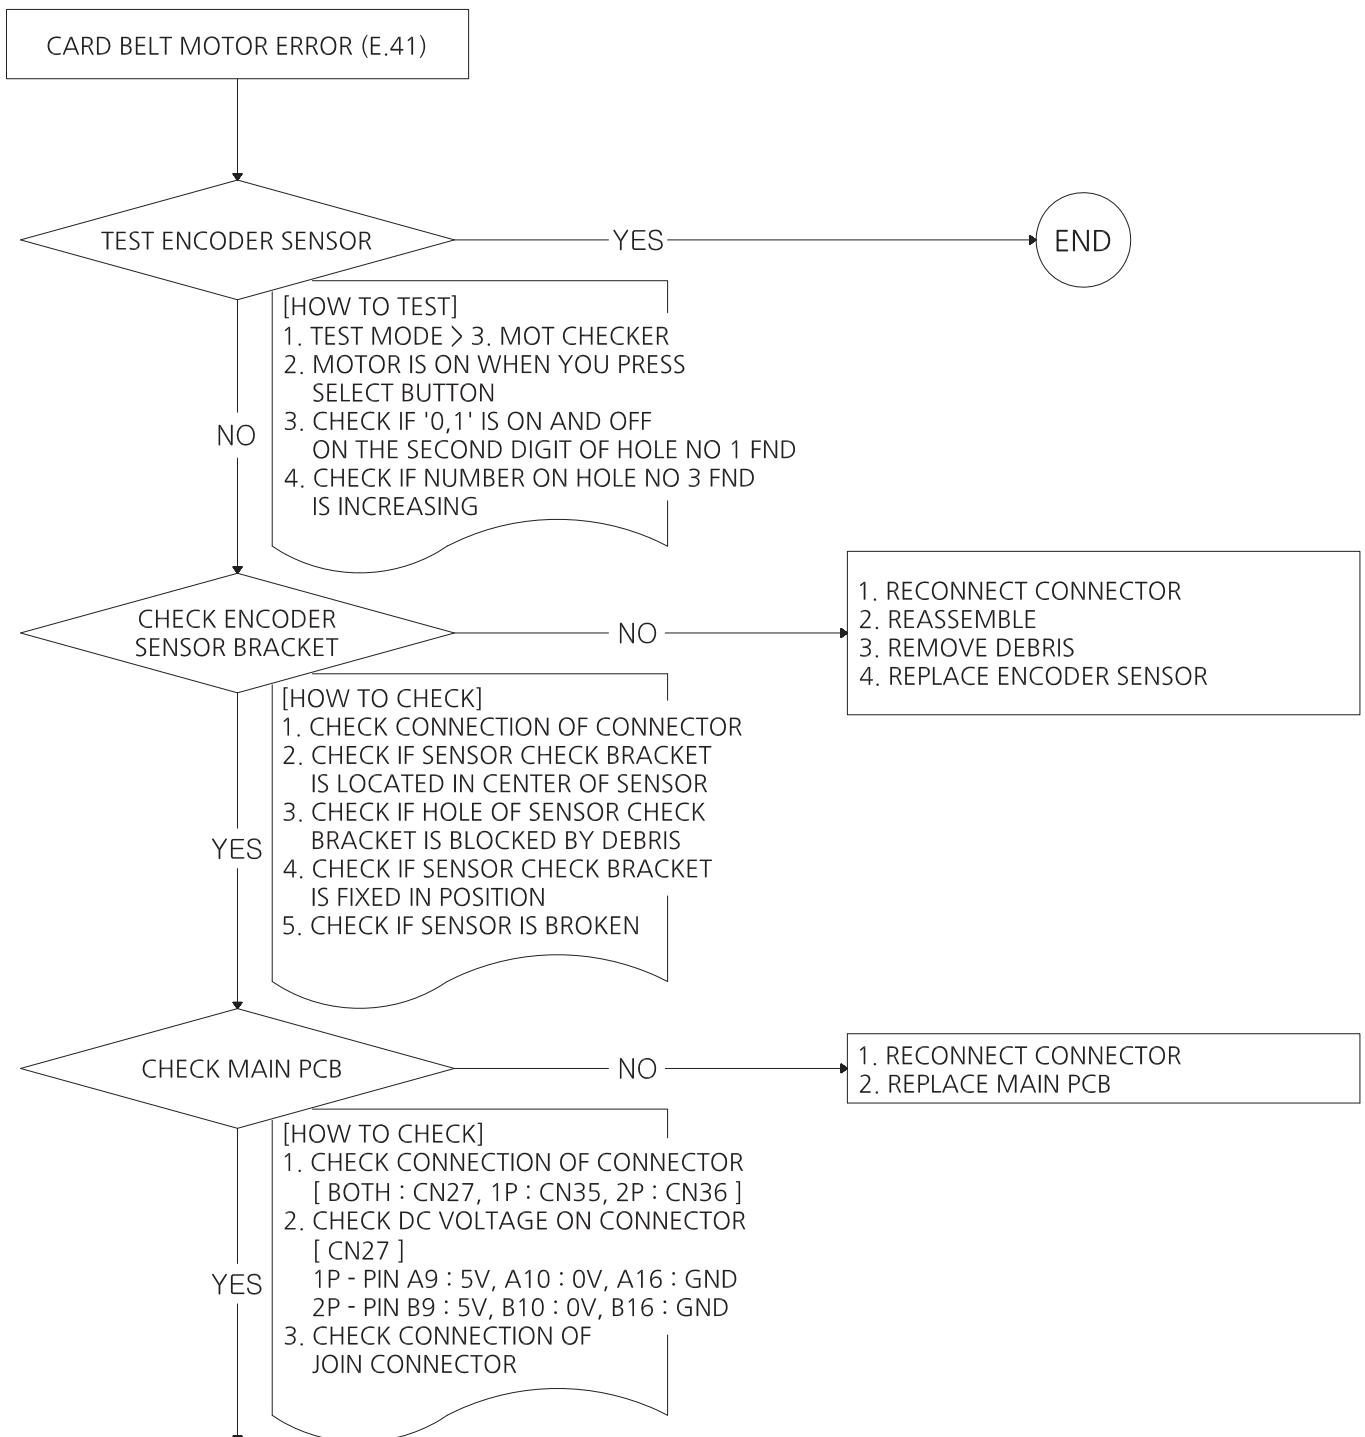 CARD BELT MOTOR ERROR (E.41)
TEST ENCODER SENSOR
YES
END
[HOW TO TEST]
1. TEST MODE > 3. MOT CHECKER
2. MOTOR IS ON WHEN YOU PRESS
SELECT BUTTON
3. CHECK IF '0,1' IS ON AND OFF
ON THE SECOND DIGIT OF HOLE NO 1 FND
4. CHECK IF NUMBER ON HOLE NO 3 FND
IS INCREASING
NO
CHECK ENCODER
SENSOR BRACKET
NO
1. RECONNECT CONNECTOR
2. REASSEMBLE
3. REMOVE DEBRIS
4. REPLACE ENCODER SENSOR
[HOW TO CHECK]
1. CHECK CONNECTION OF CONNECTOR
2. CHECK IF SENSOR CHECK BRACKET
IS LOCATED IN CENTER OF SENSOR
3. CHECK IF HOLE OF SENSOR CHECK
BRACKET IS BLOCKED BY DEBRIS
4. CHECK IF SENSOR CHECK BRACKET
IS FIXED IN POSITION
5. CHECK IF SENSOR IS BROKEN
YES
CHECK MAIN PCB
NO
1. RECONNECT CONNECTOR
2. REPLACE MAIN PCB
[HOW TO CHECK]
1. CHECK CONNECTION OF CONNECTOR
[ BOTH : CN27, 1P : CN35, 2P : CN36 ]
2. CHECK DC VOLTAGE ON CONNECTOR
[ CN27 ]
1P - PIN A9 : 5V, A10 : 0V, A16 : GND
2P - PIN B9 : 5V, B10 : 0V, B16 : GND
3. CHECK CONNECTION OF
JOIN CONNECTOR
YES